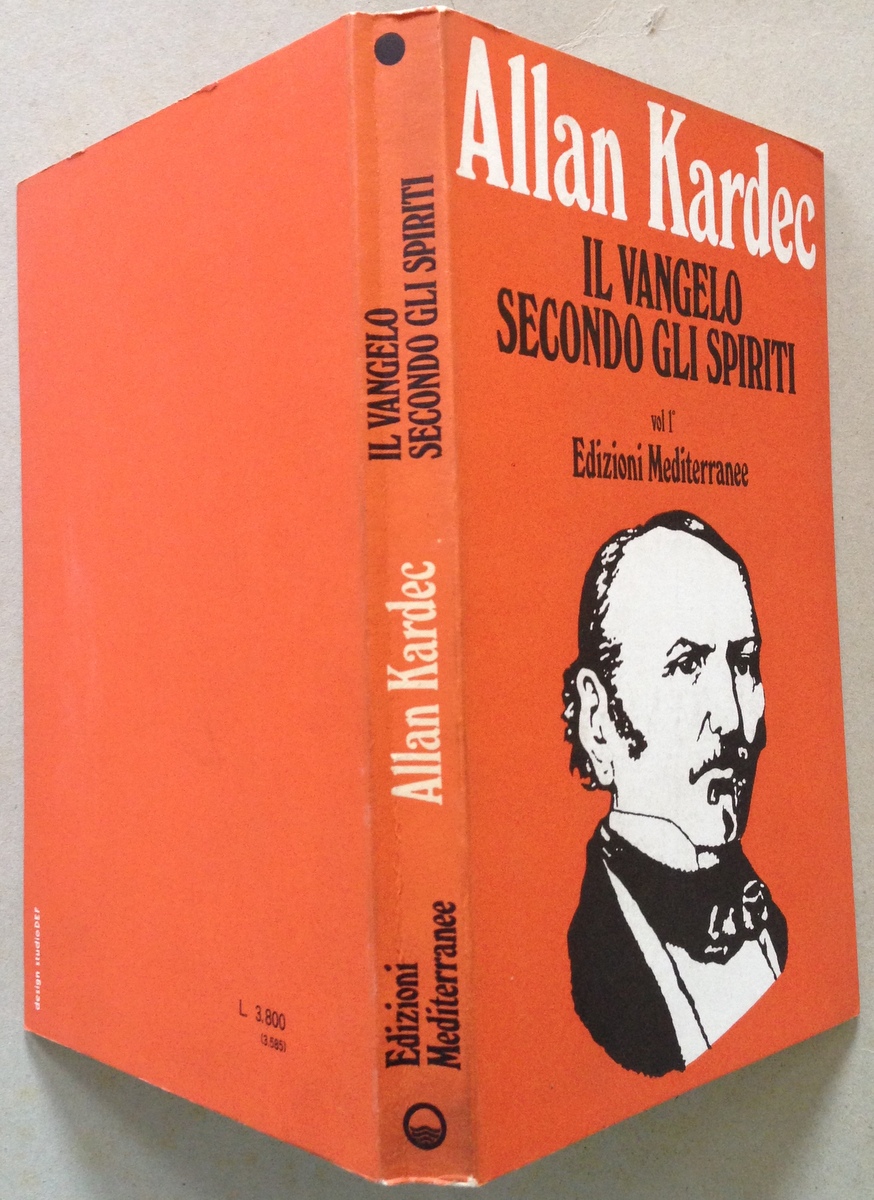 Allan Kardec
IL VANGELO
SECONDO GLI SPIRITI
vol 1°
Edizioni Mediterranee
IL VANGELO
SECONDO GLI SPIRITI
Allan Kardec
Edizioni
Mediterranee
design studioDEF
L. 3.800
(3.585)